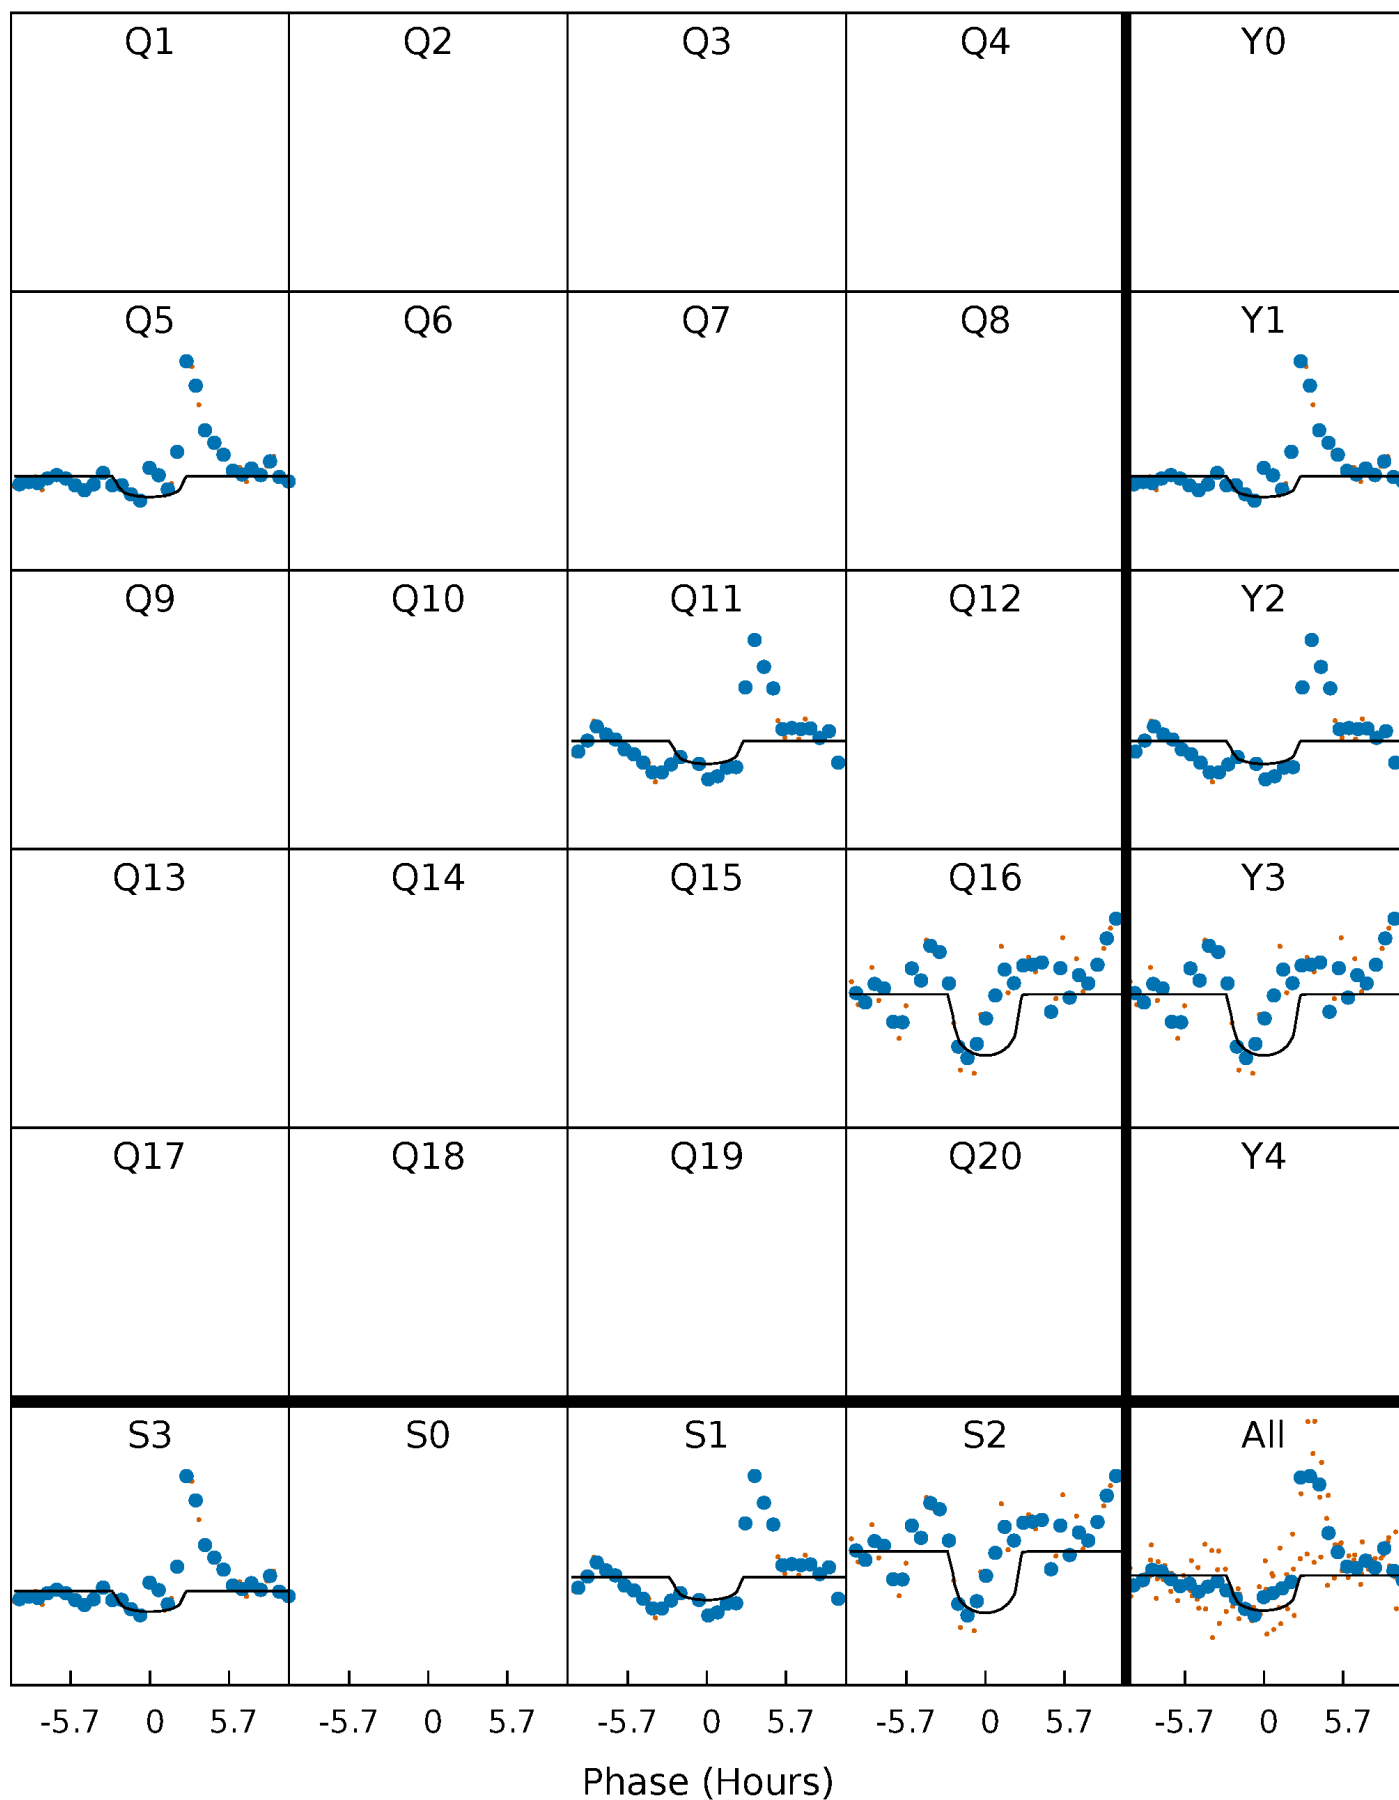 Q1 Q2 Q3 Q4 Y0
Q5 Q6 Q7 Q8 Y1
Q9 Q10 Q11 Q12 Y2
Q13 Q14 Q15 Q16 Y3
Q17 Q18 Q19 Q20 Y4
S3 S0 S1 S2 All
-5.7 0 5.7 -5.7 0 5.7 -5.7 0 5.7 -5.7 0 5.7 -5.7 0 5.7
Phase (Hours)